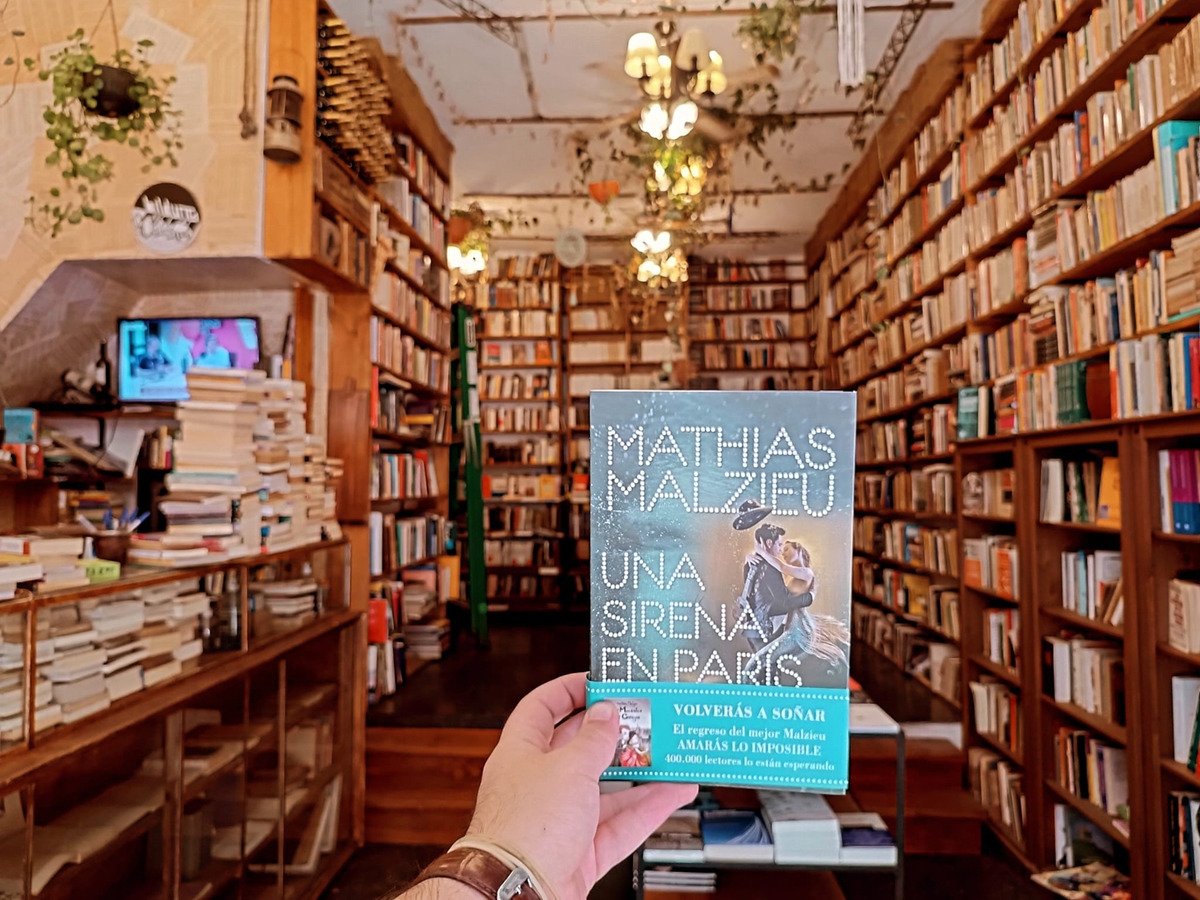 MATHIAS
MALZIEU
UNA
SIRENA
EN PARÍS
VOLVERÁS A SOÑAR
El regreso del mejor Malzieu
AMARÁS LO IMPOSIBLE
400.000 lectores lo están esperando